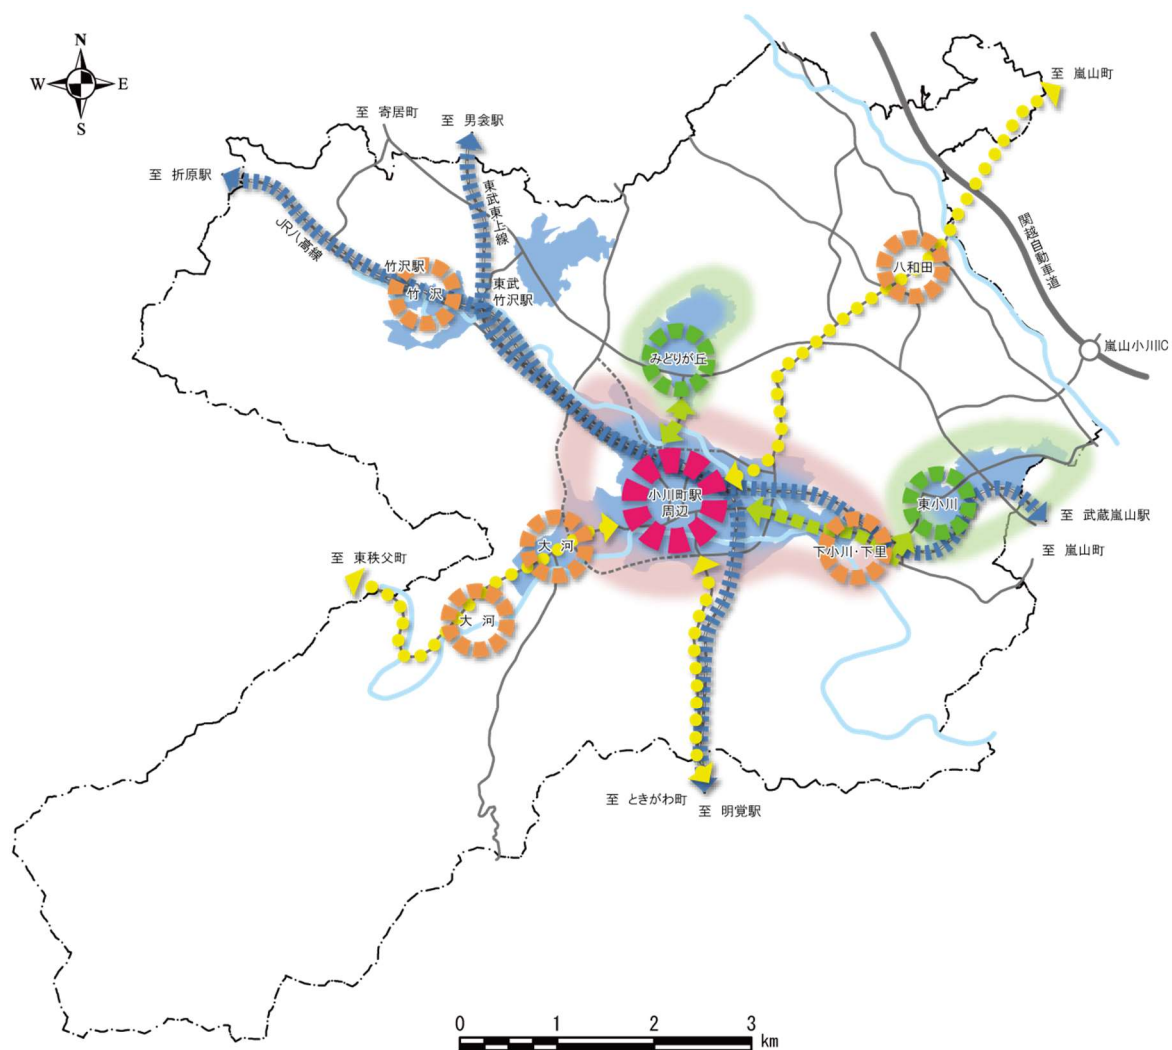 N
W
E
S
至 嵐山町
至 寄居町
至 男衾駅
至 折原駅
東武東上線
JR八高線
関越自動車道
竹沢駅
竹 沢
東武
竹沢駅
八和田
嵐山小川IC
みどりが丘
小川町駅
周辺
東小川
至 武蔵嵐山駅
大 河
下小川・下里
至 嵐山町
至 東秩父町
大 河
至 ときがわ町
至 明覚駅
0
1
2
3
km